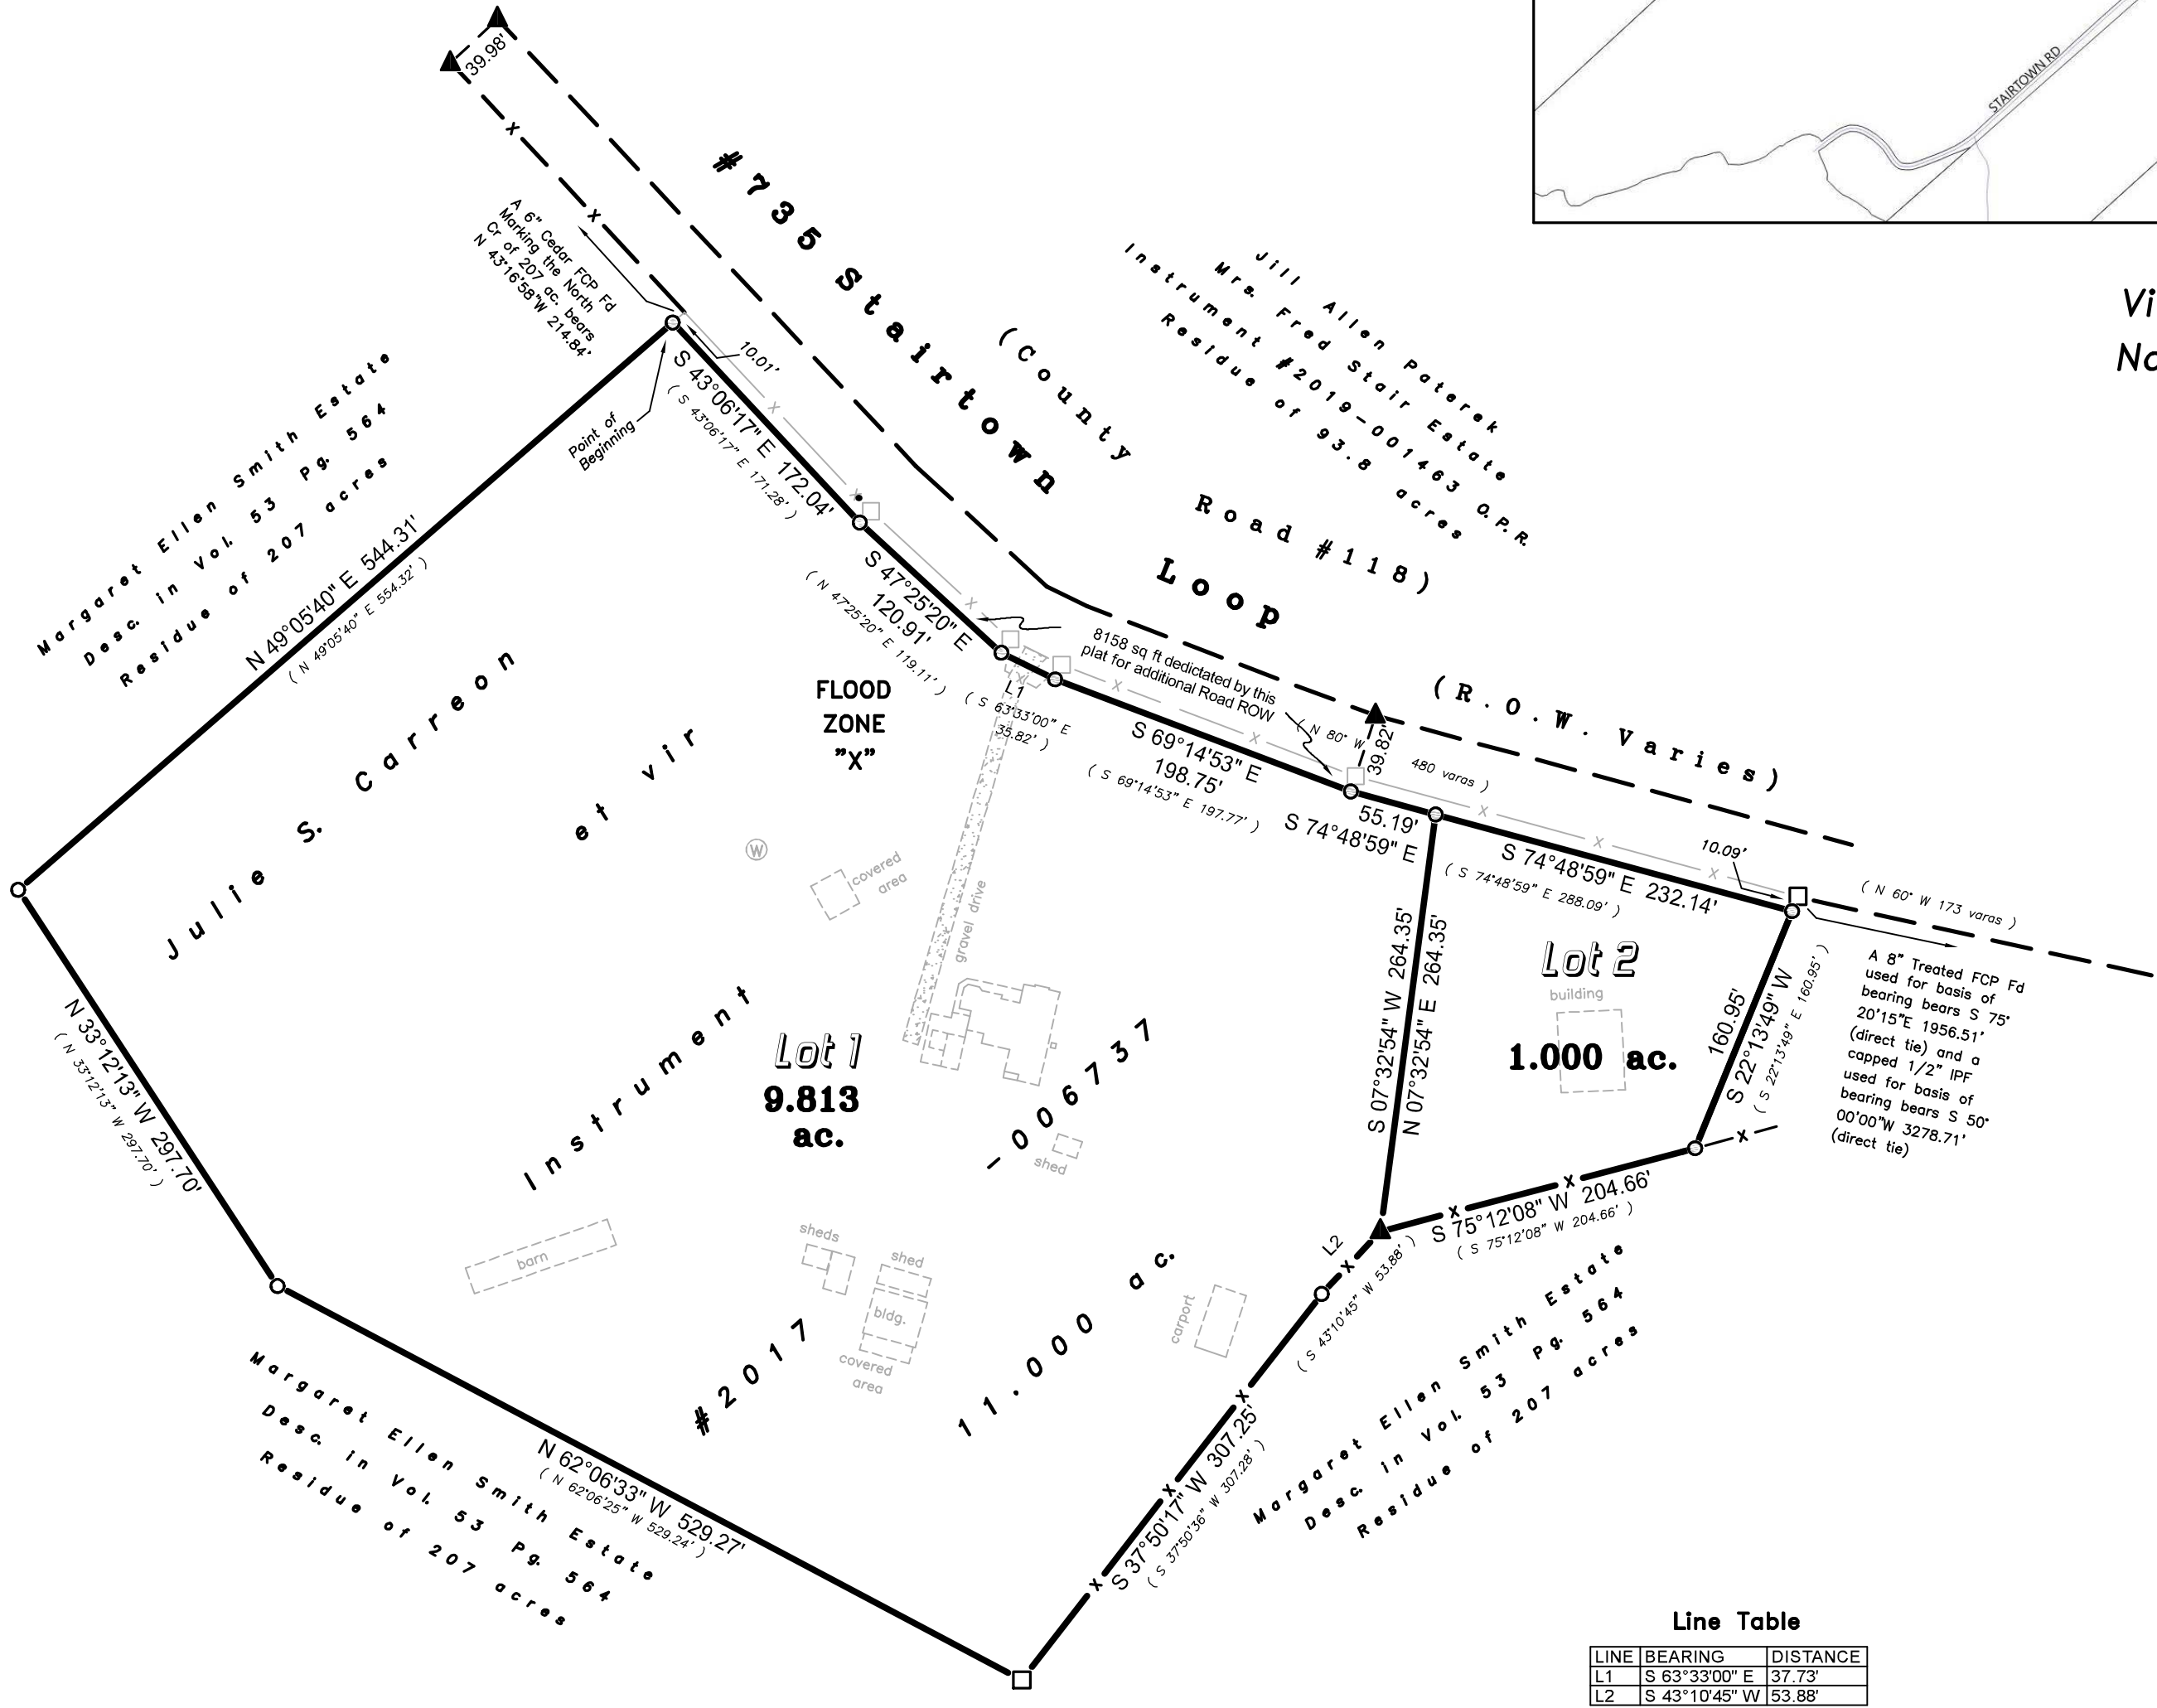 39.98'
STAIRTOWN RD
#735 Stairtown
Loop
(County
Road #118)
(R.O.W. Varies)
Vi
No
A 6" Cedar FCP Fd
Marking the North
Cr of 207 ac. bears
N 43°16'58"W 214.84'
Jill Allen Paterek
Mrs. Fred Stair Estate
Instrument #2019-001463 O.P.R.
Residue of 93.8 acres
10.01'
Point of
Beginning
S 43°06'17" E 172.04'
( S 43°06'17" E 171.28' )
Margaret Ellen Smith Estate
Desc. in Vol. 53 Pg. 564
Residue of 207 acres
N 49°05'40" E 544.31'
( N 49°05'40" E 554.32' )
S 47°25'20" E
120.91'
( N 47°25'20" E 119.11' )
8158 sq ft dedictated by this
plat for additional Road ROW
L1
( S 63°33'00" E
35.82' )
FLOOD
ZONE
"X"
S 69°14'53" E
198.75'
( S 69°14'53" E 197.77' )
( N 80° W
480 varas )
39.82'
55.19'
S 74°48'59" E
S 74°48'59" E 232.14'
( S 74°48'59" E 288.09' )
10.09'
( N 60° W 173 varas )
Julie S. Carreon
et vir
Instrument
#2017
-006737
11.000 ac.
W
covered
area
gravel drive
S 07°32'54" W 264.35'
N 07°32'54" E 264.35'
Lot 2
building
1.000 ac.
160.95'
S 22°13'49" W
( S 22°13'49" E 160.95' )
A 8" Treated FCP Fd
used for basis of
bearing bears S 75°
20'15"E 1956.51'
(direct tie) and a
capped 1/2" IPF
used for basis of
bearing bears S 50°
00'00"W 3278.71'
(direct tie)
N 33°12'13" W 297.70'
( N 33°12'13" W 297.70' )
Lot 1
9.813
ac.
shed
barn
sheds
shed
bldg.
covered
area
carport
L2
( S 43°10'45" W 53.88' )
S 75°12'08" W 204.66'
( S 75°12'08" W 204.66' )
Margaret Ellen Smith Estate
Desc. in Vol. 53 Pg. 564
Residue of 207 acres
N 62°06'33" W 529.27'
( N 62°06'25" W 529.24' )
S 37°50'17" W 307.25'
( S 37°50'36" W 307.28' )
Margaret Ellen Smith Estate
Desc. in Vol. 53 Pg. 564
Residue of 207 acres
Line Table
LINE BEARING DISTANCE
L1 S 63°33'00" E 37.73'
L2 S 43°10'45" W 53.88'